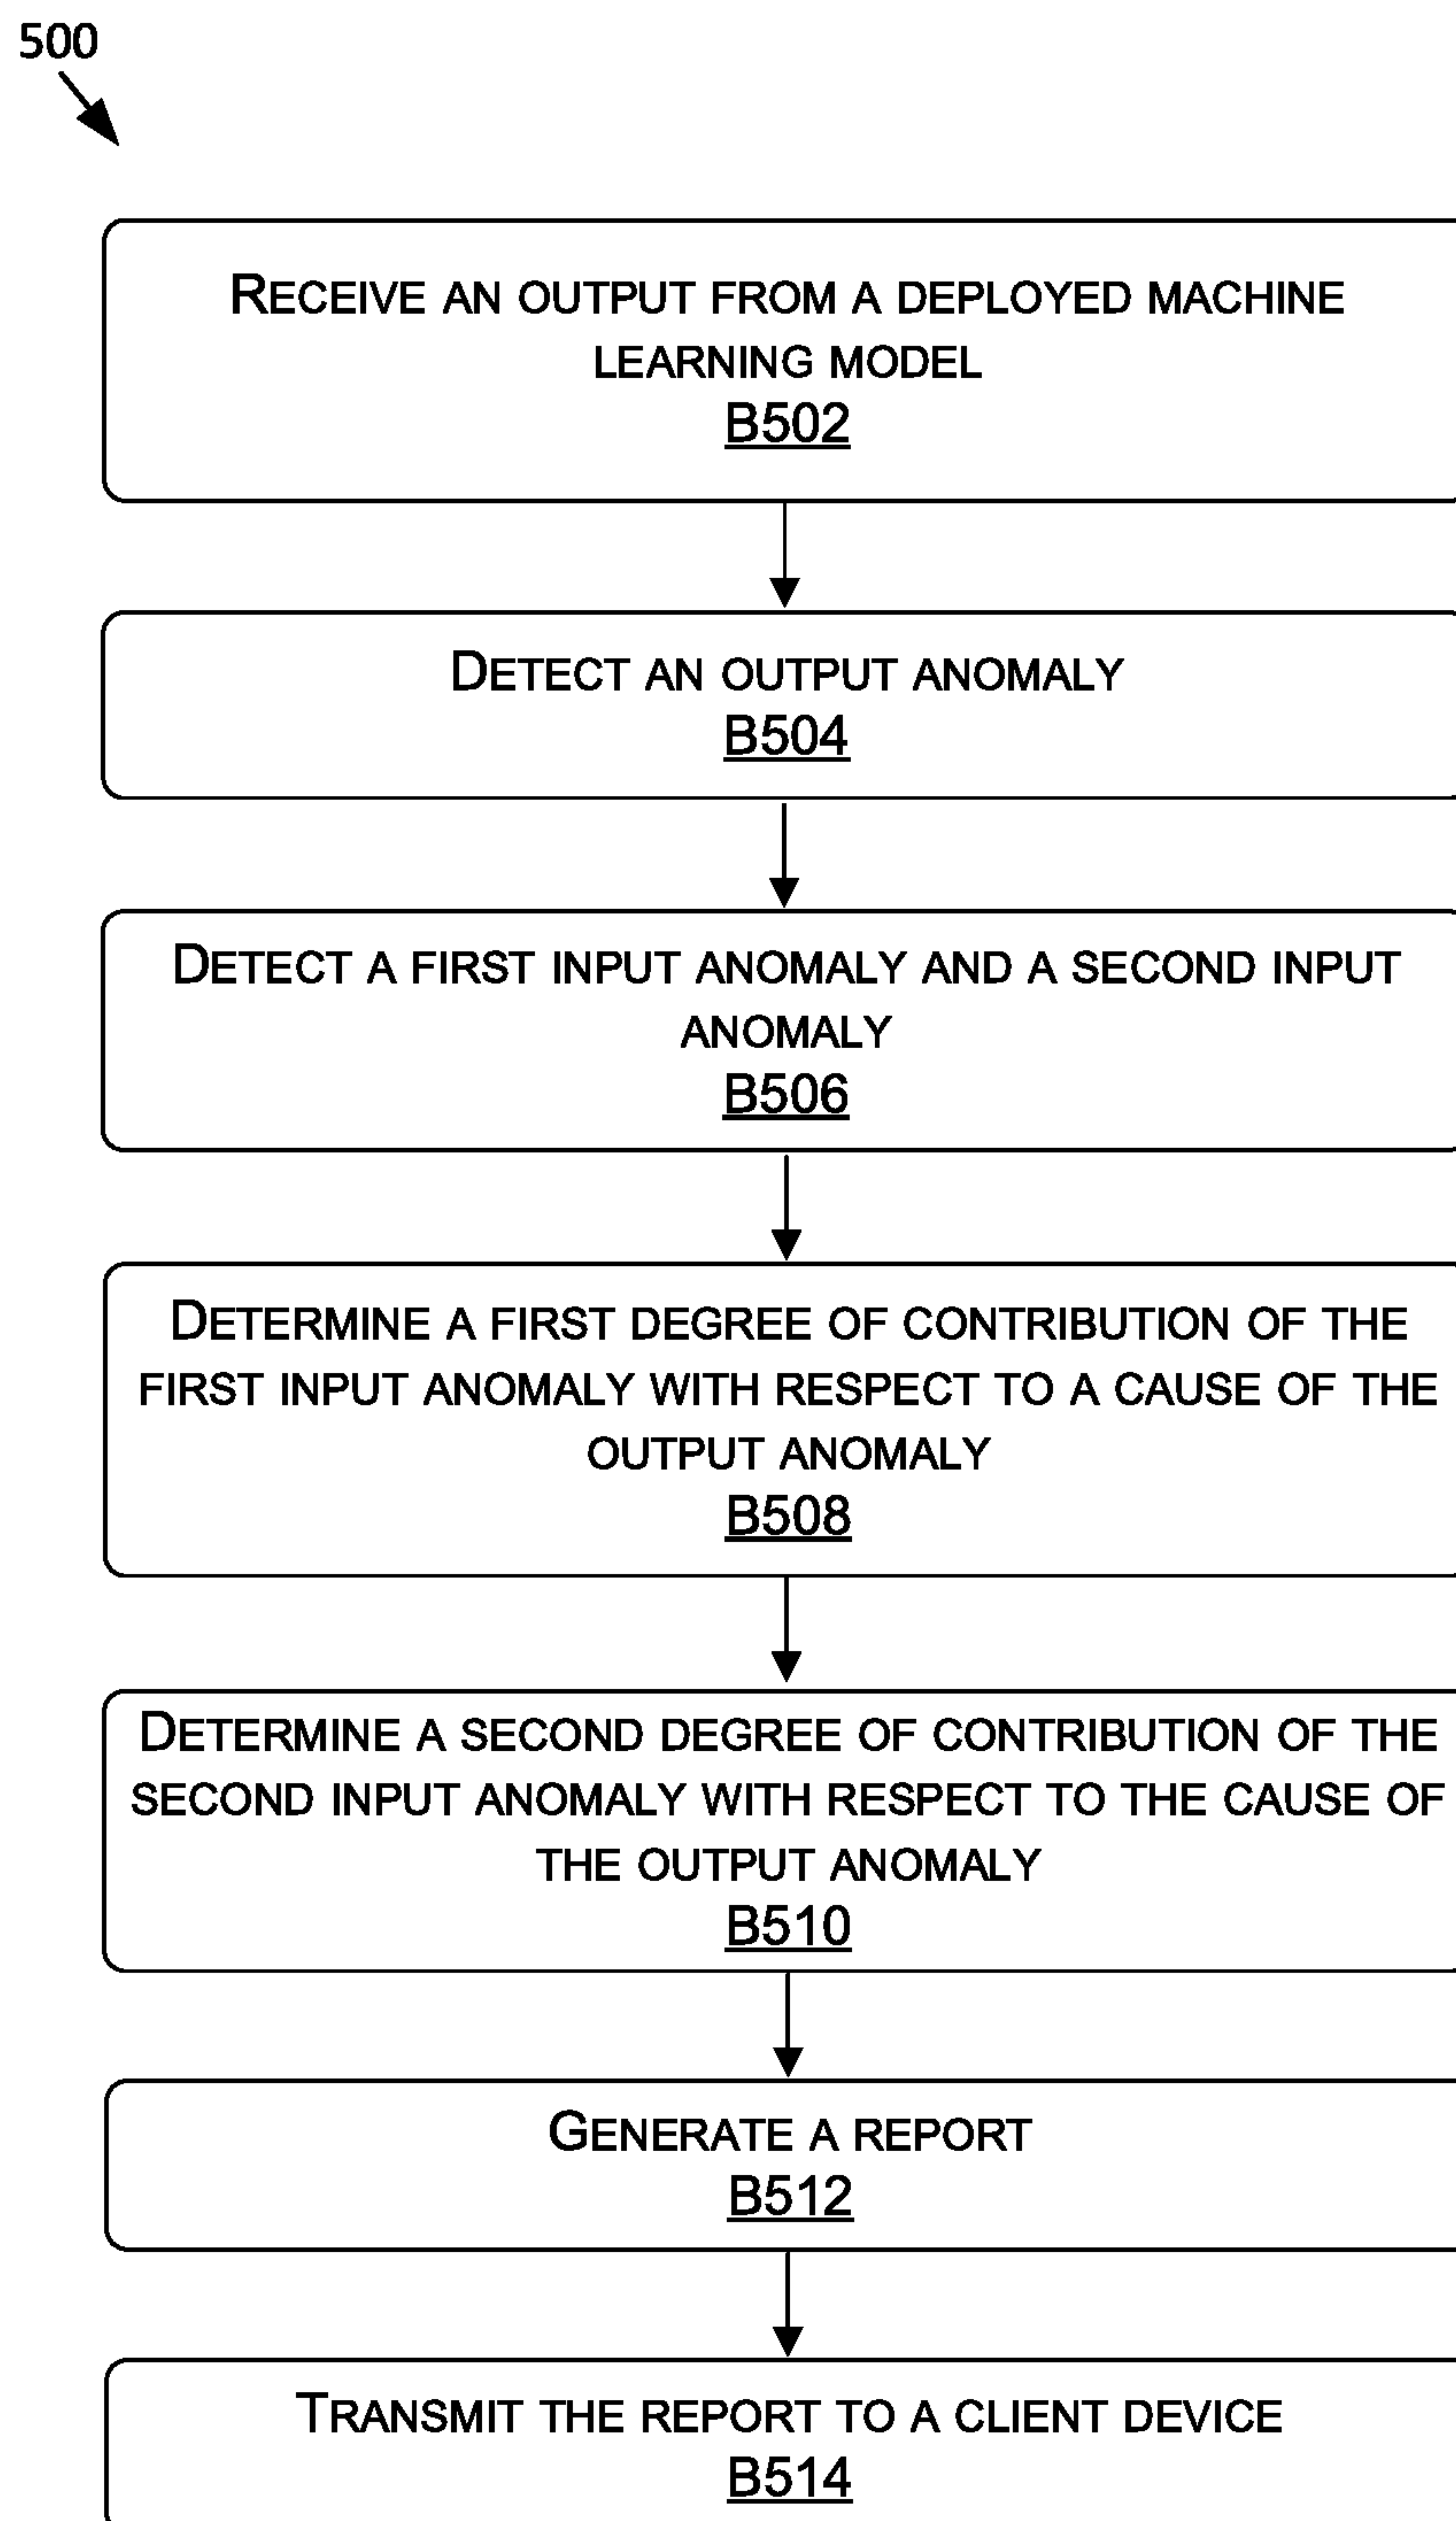 500
RECEIVE AN OUTPUT FROM A DEPLOYED MACHINE
LEARNING MODEL
B502
DETECT AN OUTPUT ANOMALY
B504
DETECT A FIRST INPUT ANOMALY AND A SECOND INPUT
ANOMALY
B506
DETERMINE A FIRST DEGREE OF CONTRIBUTION OF THE
FIRST INPUT ANOMALY WITH RESPECT TO A CAUSE OF THE
OUTPUT ANOMALY
B508
DETERMINE A SECOND DEGREE OF CONTRIBUTION OF THE
SECOND INPUT ANOMALY WITH RESPECT TO THE CAUSE OF
THE OUTPUT ANOMALY
B510
GENERATE A REPORT
B512
TRANSMIT THE REPORT TO A CLIENT DEVICE
B514